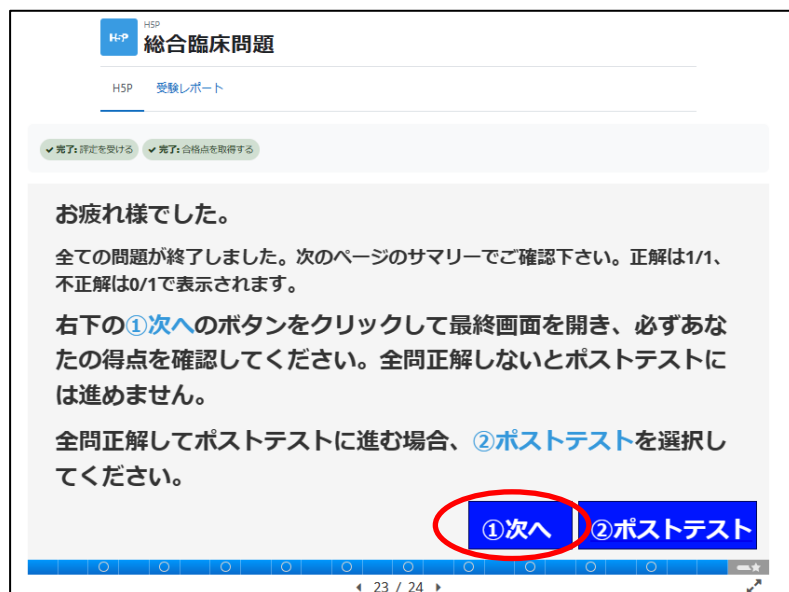 H-P
H5P
総合臨床問題
H5P 受験レポート
完了: 評定を受ける 完了: 合格点を取得する
お疲れ様でした。
全ての問題が終了しました。次のページのサマリーでご確認下さい。正解は1/1、
不正解は0/1で表示されます。
右下の①次へのボタンをクリックして最終画面を開き、必ずあな
たの得点を確認してください。全問正解しないとポストテストに
は進めません。
全問正解してポストテストに進む場合、②ポストテストを選択し
てください。
①次へ ②ポストテスト
23 / 24